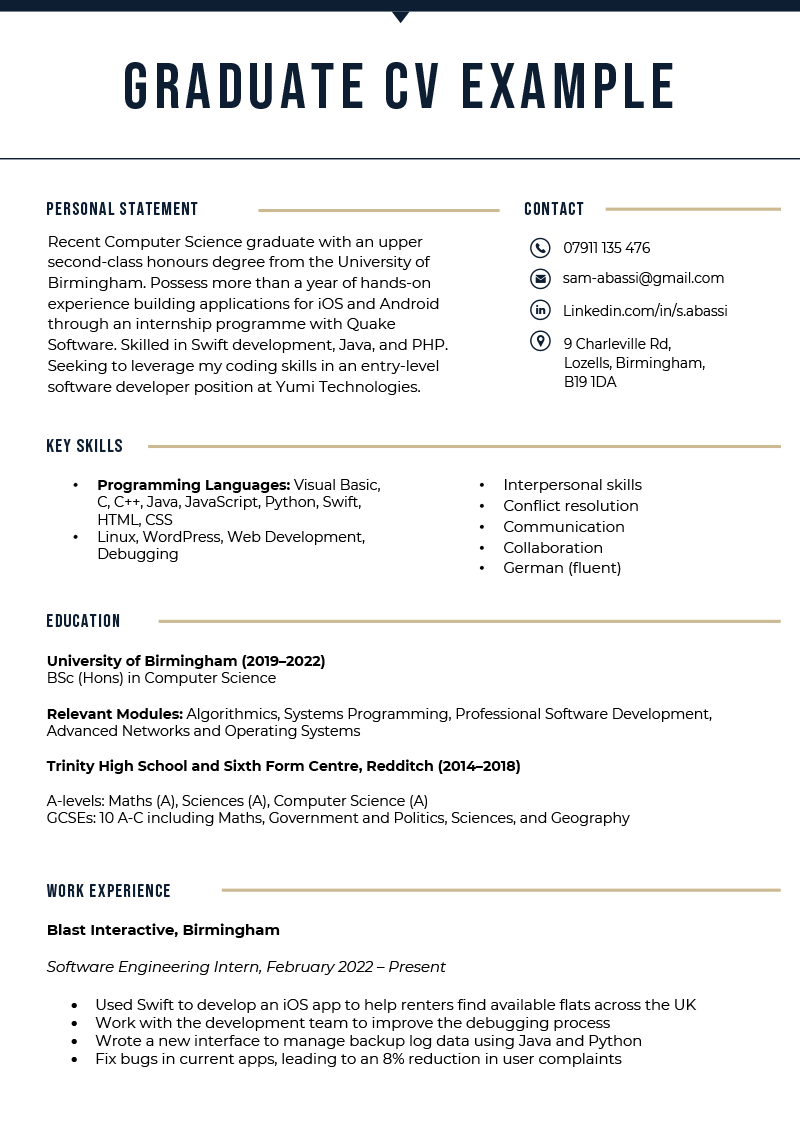 GRADUATE CV EXAMPLE
PERSONAL STATEMENT
Recent Computer Science graduate with an upper
second-class honours degree from the University of
Birmingham. Possess more than a year of hands-on
experience building applications for iOS and Android
through an internship programme with Quake
Software. Skilled in Swift development, Java, and PHP.
Seeking to leverage my coding skills in an entry-level
software developer position at Yumi Technologies.
CONTACT
07911 135 476
sam-abassi@gmail.com
Linkedin.com/in/s.abassi
9 Charleville Rd,
Lozells, Birmingham,
B19 1DA
KEY SKILLS
• Programming Languages: Visual Basic,
C, C++, Java, JavaScript, Python, Swift,
HTML, CSS
• Linux, WordPress, Web Development,
Debugging
• Interpersonal skills
• Conflict resolution
• Communication
• Collaboration
• German (fluent)
EDUCATION
University of Birmingham (2019–2022)
BSc (Hons) in Computer Science
Relevant Modules: Algorithmics, Systems Programming, Professional Software Development,
Advanced Networks and Operating Systems
Trinity High School and Sixth Form Centre, Redditch (2014–2018)
A-levels: Maths (A), Sciences (A), Computer Science (A)
GCSEs: 10 A-C including Maths, Government and Politics, Sciences, and Geography
WORK EXPERIENCE
Blast Interactive, Birmingham
Software Engineering Intern, February 2022 – Present
• Used Swift to develop an iOS app to help renters find available flats across the UK
• Work with the development team to improve the debugging process
• Wrote a new interface to manage backup log data using Java and Python
• Fix bugs in current apps, leading to an 8% reduction in user complaints